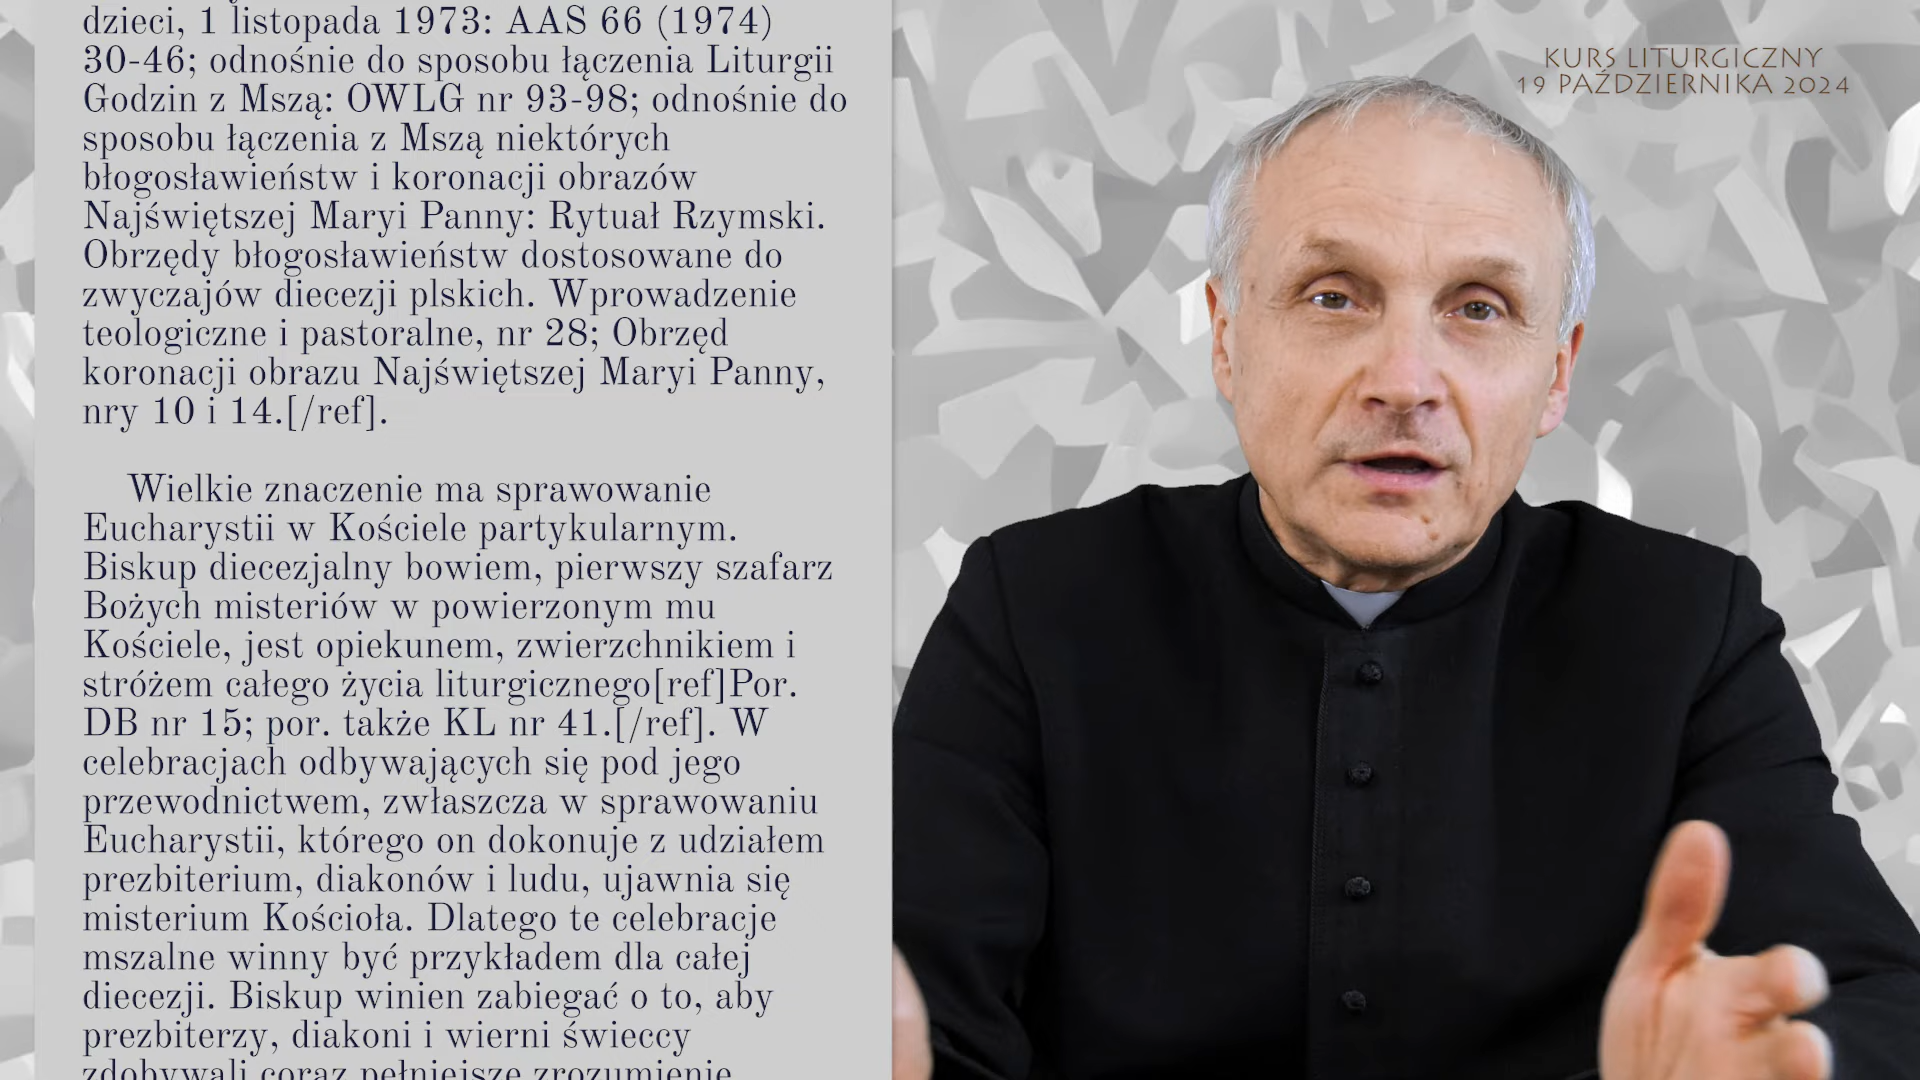 dzieci, 1 listopada 1973: AAS 66 (1974)
30-46; odnośnie do sposobu łączenia Liturgii
Godzin z Mszą: OWLG nr 93-98; odnośnie do
sposobu łączenia z Mszą niektórych
błogosławieństw i koronacji obrazów
Najświętszej Maryi Panny: Rytuał Rzymski.
Obrzędy błogosławieństw dostosowane do
zwyczajów diecezji plskich. Wprowadzenie
teologiczne i pastoralne, nr 28; Obrzęd
koronacji obrazu Najświętszej Maryi Panny,
nry 10 i 14.[/ref].
Wielkie znaczenie ma sprawowanie
Eucharystii w Kościele partykularnym.
Biskup diecezjalny bowiem, pierwszy szafarz
Bożych misteriów w powierzonym mu
Kościele, jest opiekunem, zwierzchnikiem i
stróżem całego życia liturgicznego[ref]Por.
DB nr 15; por. także KL nr 41.[/ref]. W
celebracjach odbywających się pod jego
przewodnictwem, zwłaszcza w sprawowaniu
Eucharystii, którego on dokonuje z udziałem
prezbiterium, diakonów i ludu, ujawnia się
misterium Kościoła. Dlatego te celebracje
mszalne winny być przykładem dla całej
diecezji. Biskup winien zabiegać o to, aby
prezbiterzy, diakoni i wierni świeccy
zdobywali coraz pełniejsze zrozumienie
KURS LITURGICZNY
19 PAŹDZIERNIKA 2024